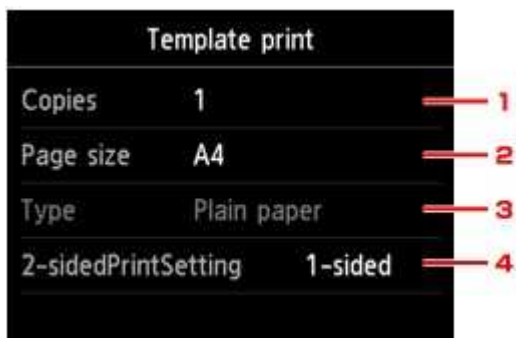 Template print
Copies 1 1
Page size A4 2
Type Plain paper 3
2-sidedPrintSetting 1-sided 4